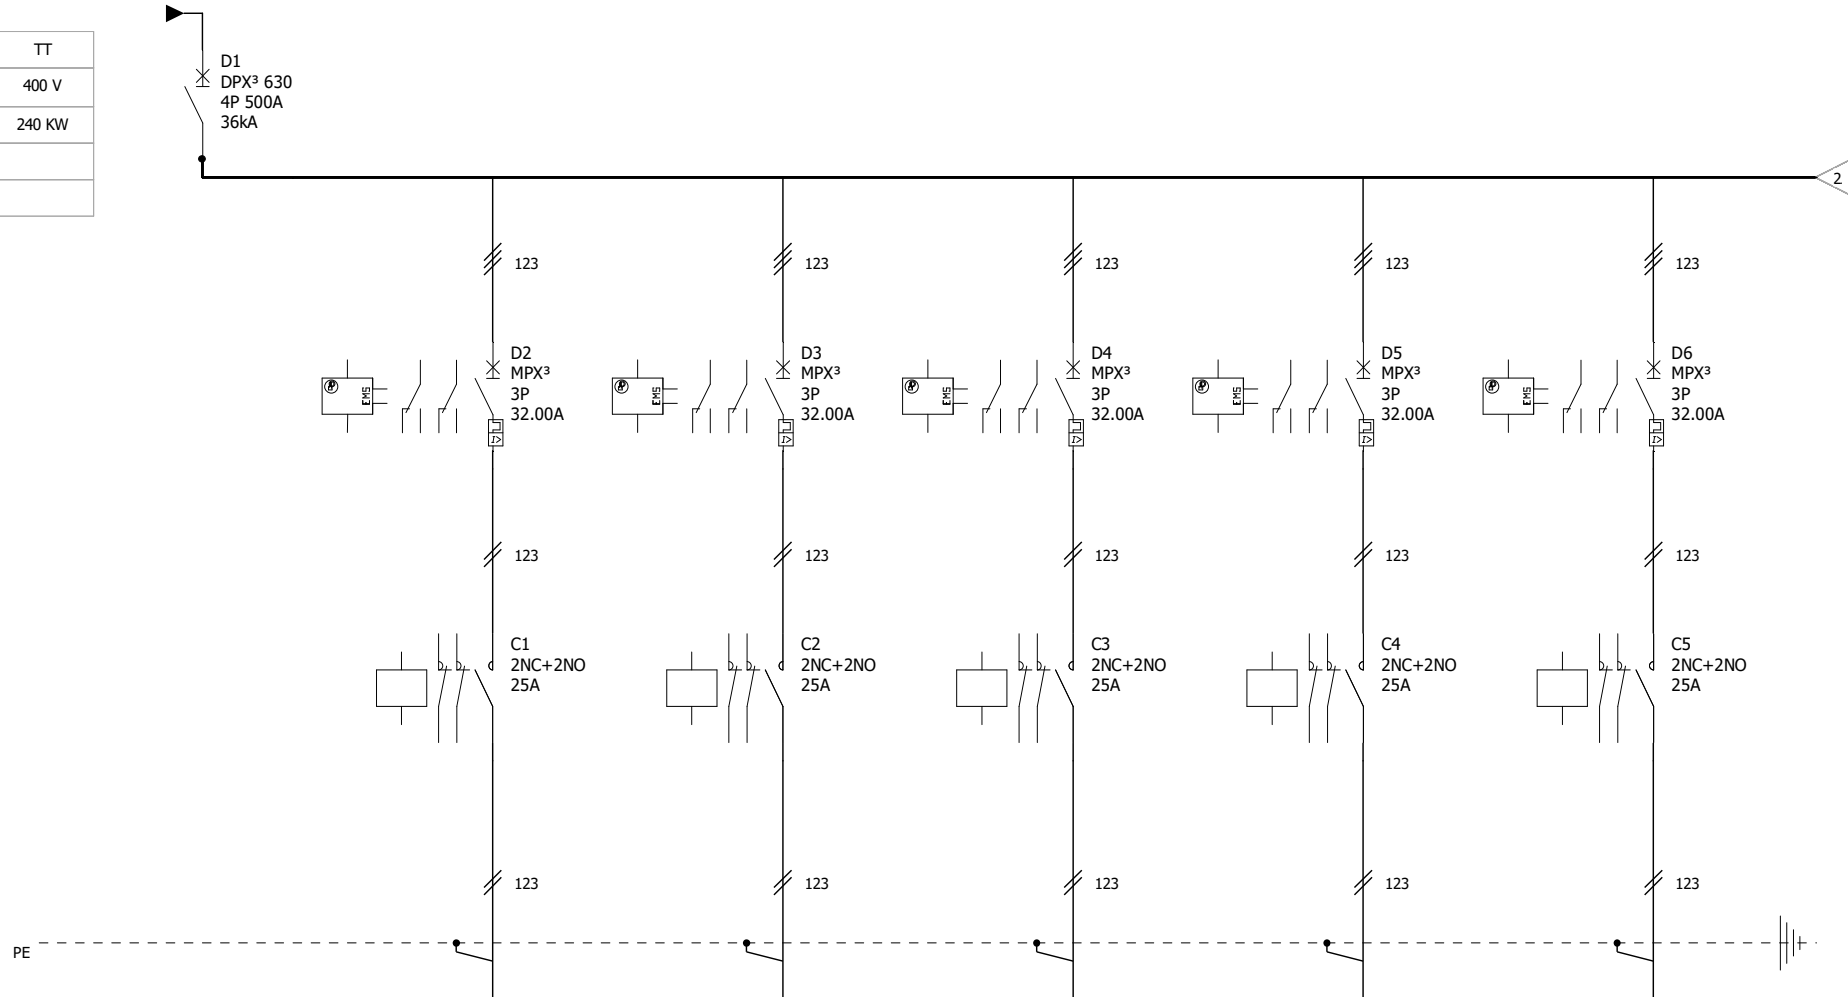 TT
400 V
240 KW
D1
DPX³ 630
4P 500A
36kA
2
123
123
123
123
123
D2
MPX³
3P
32.00A
EMS
D3
MPX³
3P
32.00A
EMS
D4
MPX³
3P
32.00A
EMS
D5
MPX³
3P
32.00A
EMS
D6
MPX³
3P
32.00A
EMS
I>
I>
I>
I>
I>
123
123
123
123
123
C1
2NC+2NO
25A
C2
2NC+2NO
25A
C3
2NC+2NO
25A
C4
2NC+2NO
25A
C5
2NC+2NO
25A
123
123
123
123
123
PE